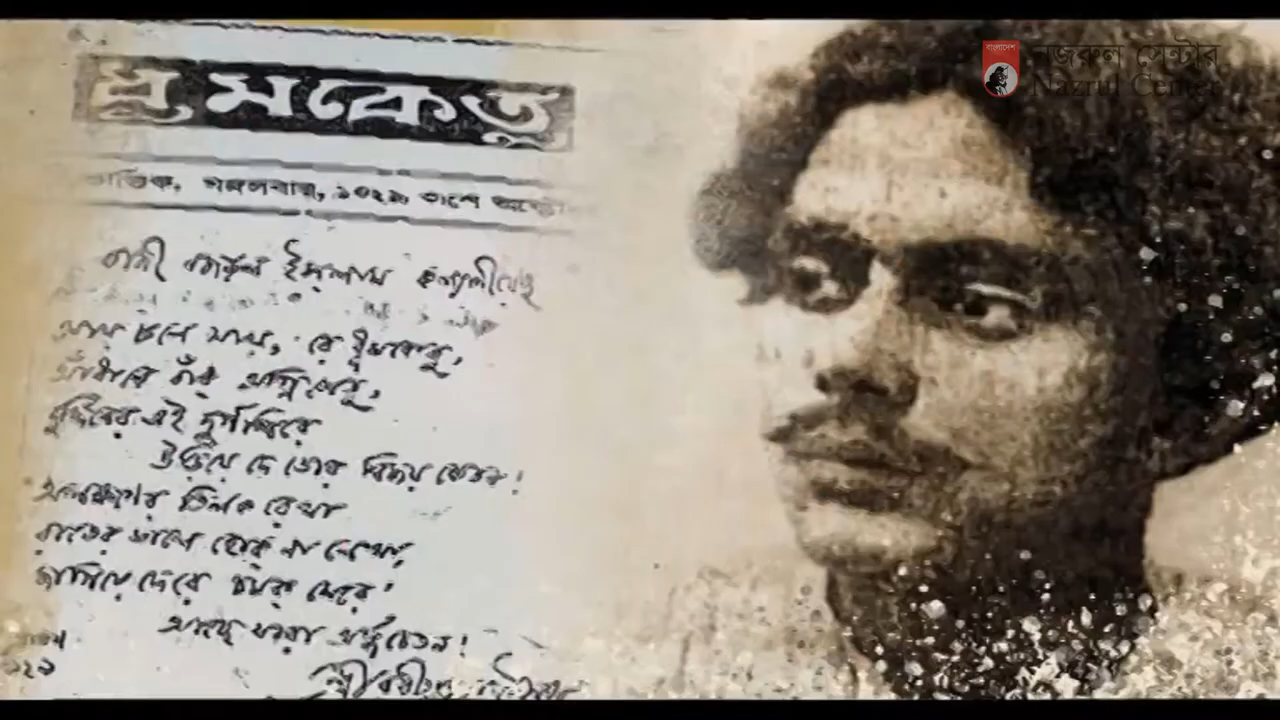 বাংলাদেশ
নজরুল সেন্টার
Nazrul Center
ধূমকেতু
মঙ্গলবার, ১৩২৯
কাজী নজরুল ইসলাম কল্যাণীয়েষু
আয় চলে আয়, রে ধূমকেতু,
আঁধারে বাঁধ অগ্নিসেতু,
দুর্দিনের এই দুর্গশিরে
উড়িয়ে দে তোর বিজয় কেতন!
অলক্ষণের তিলক রেখা
রাতের ভালে হোক না লেখা,
জাগিয়ে দেরে চমক মেরে'
আছে যারা অর্দ্ধচেতন!